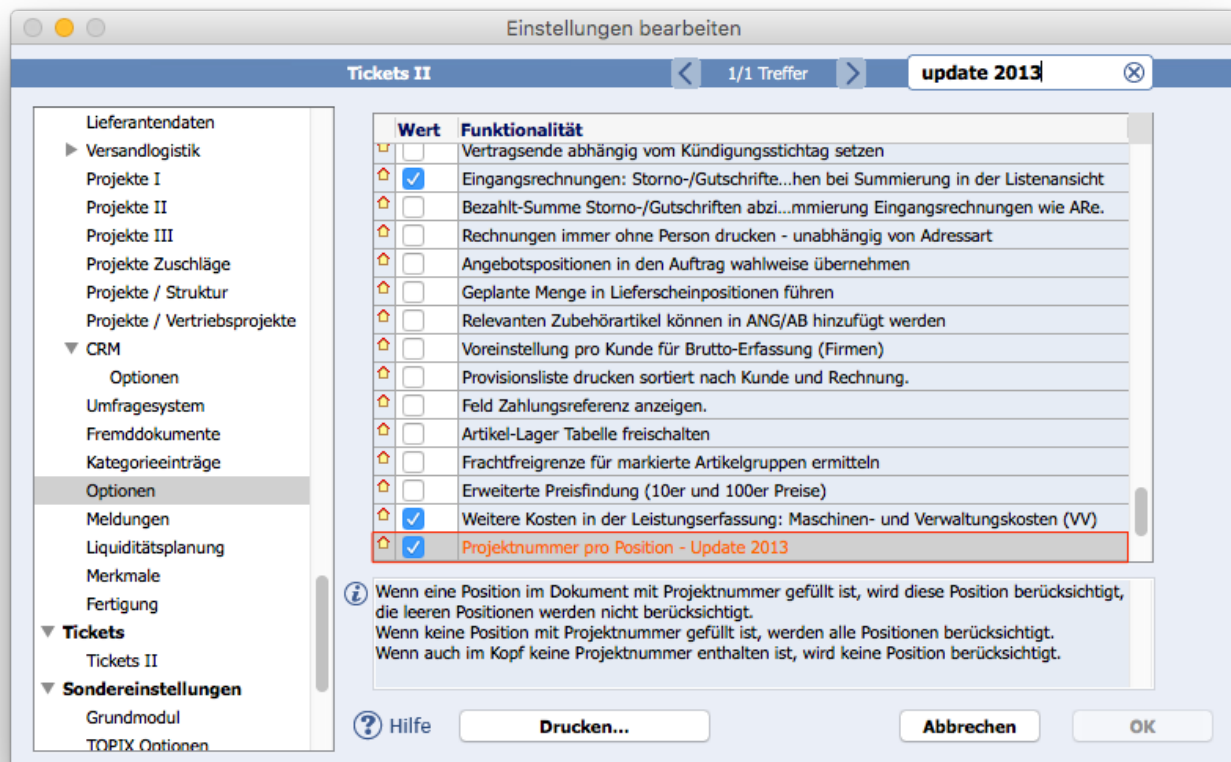 Einstellungen bearbeiten
Tickets II
1/1 Treffer
update 2013
Lieferantendaten
Versandlogistik
Projekte I
Projekte II
Projekte III
Projekte Zuschläge
Projekte / Struktur
Projekte / Vertriebsprojekte
CRM
Optionen
Umfragesystem
Fremddokumente
Kategorieeinträge
Optionen
Meldungen
Liquiditätsplanung
Merkmale
Fertigung
Tickets
Tickets II
Sondereinstellungen
Grundmodul
TOPIX Optionen
Wert Funktionalität
Vertragsende abhängig vom Kündigungsstichtag setzen
Eingangsrechnungen: Storno-/Gutschrifte...hen bei Summierung in der Listenansicht
Bezahlt-Summe Storno-/Gutschriften abzi...mmierung Eingangsrechnungen wie ARe.
Rechnungen immer ohne Person drucken - unabhängig von Adressart
Angebotspositionen in den Auftrag wahlweise übernehmen
Geplante Menge in Lieferscheinpositionen führen
Relevanten Zubehörartikel können in ANG/AB hinzufügt werden
Voreinstellung pro Kunde für Brutto-Erfassung (Firmen)
Provisionsliste drucken sortiert nach Kunde und Rechnung.
Feld Zahlungsreferenz anzeigen.
Artikel-Lager Tabelle freischalten
Frachtfreigrenze für markierte Artikelgruppen ermitteln
Erweiterte Preisfindung (10er und 100er Preise)
Weitere Kosten in der Leistungserfassung: Maschinen- und Verwaltungskosten (VV)
Projektnummer pro Position - Update 2013
Wenn eine Position im Dokument mit Projektnummer gefüllt ist, wird diese Position berücksichtigt,
die leeren Positionen werden nicht berücksichtigt.
Wenn keine Position mit Projektnummer gefüllt ist, werden alle Positionen berücksichtigt.
Wenn auch im Kopf keine Projektnummer enthalten ist, wird keine Position berücksichtigt.
? Hilfe
Drucken...
Abbrechen
OK